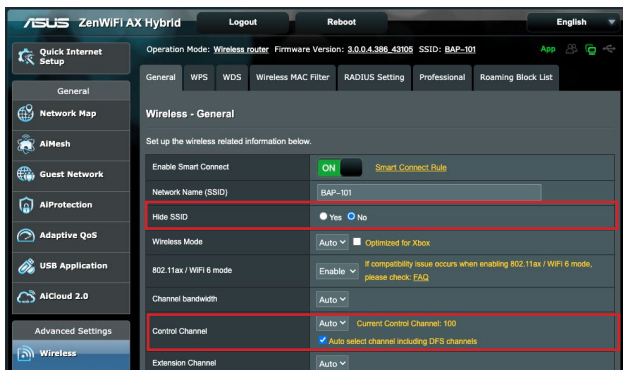 ASUS ZenWiFi AX Hybrid Logout Reboot English
Quick Internet Setup
Operation Mode: Wireless router Firmware Version: 3.0.0.4.386_43105 SSID: BAP-101 App
General WPS WDS Wireless MAC Filter RADIUS Setting Professional Roaming Block List
General
Network Map
AiMesh
Guest Network
AiProtection
Adaptive QoS
USB Application
AiCloud 2.0
Advanced Settings
Wireless
Wireless - General
Set up the wireless related information below.
Enable Smart Connect ON Smart Connect Rule
Network Name (SSID) BAP-101
Hide SSID Yes No
Wireless Mode Auto Optimized for Xbox
802.11ax / WiFi 6 mode Enable If compatibility issue occurs when enabling 802.11ax / WiFi 6 mode,
please check: FAQ
Channel bandwidth Auto
Control Channel Auto Current Control Channel: 100
Auto select channel including DFS channels
Extension Channel Auto